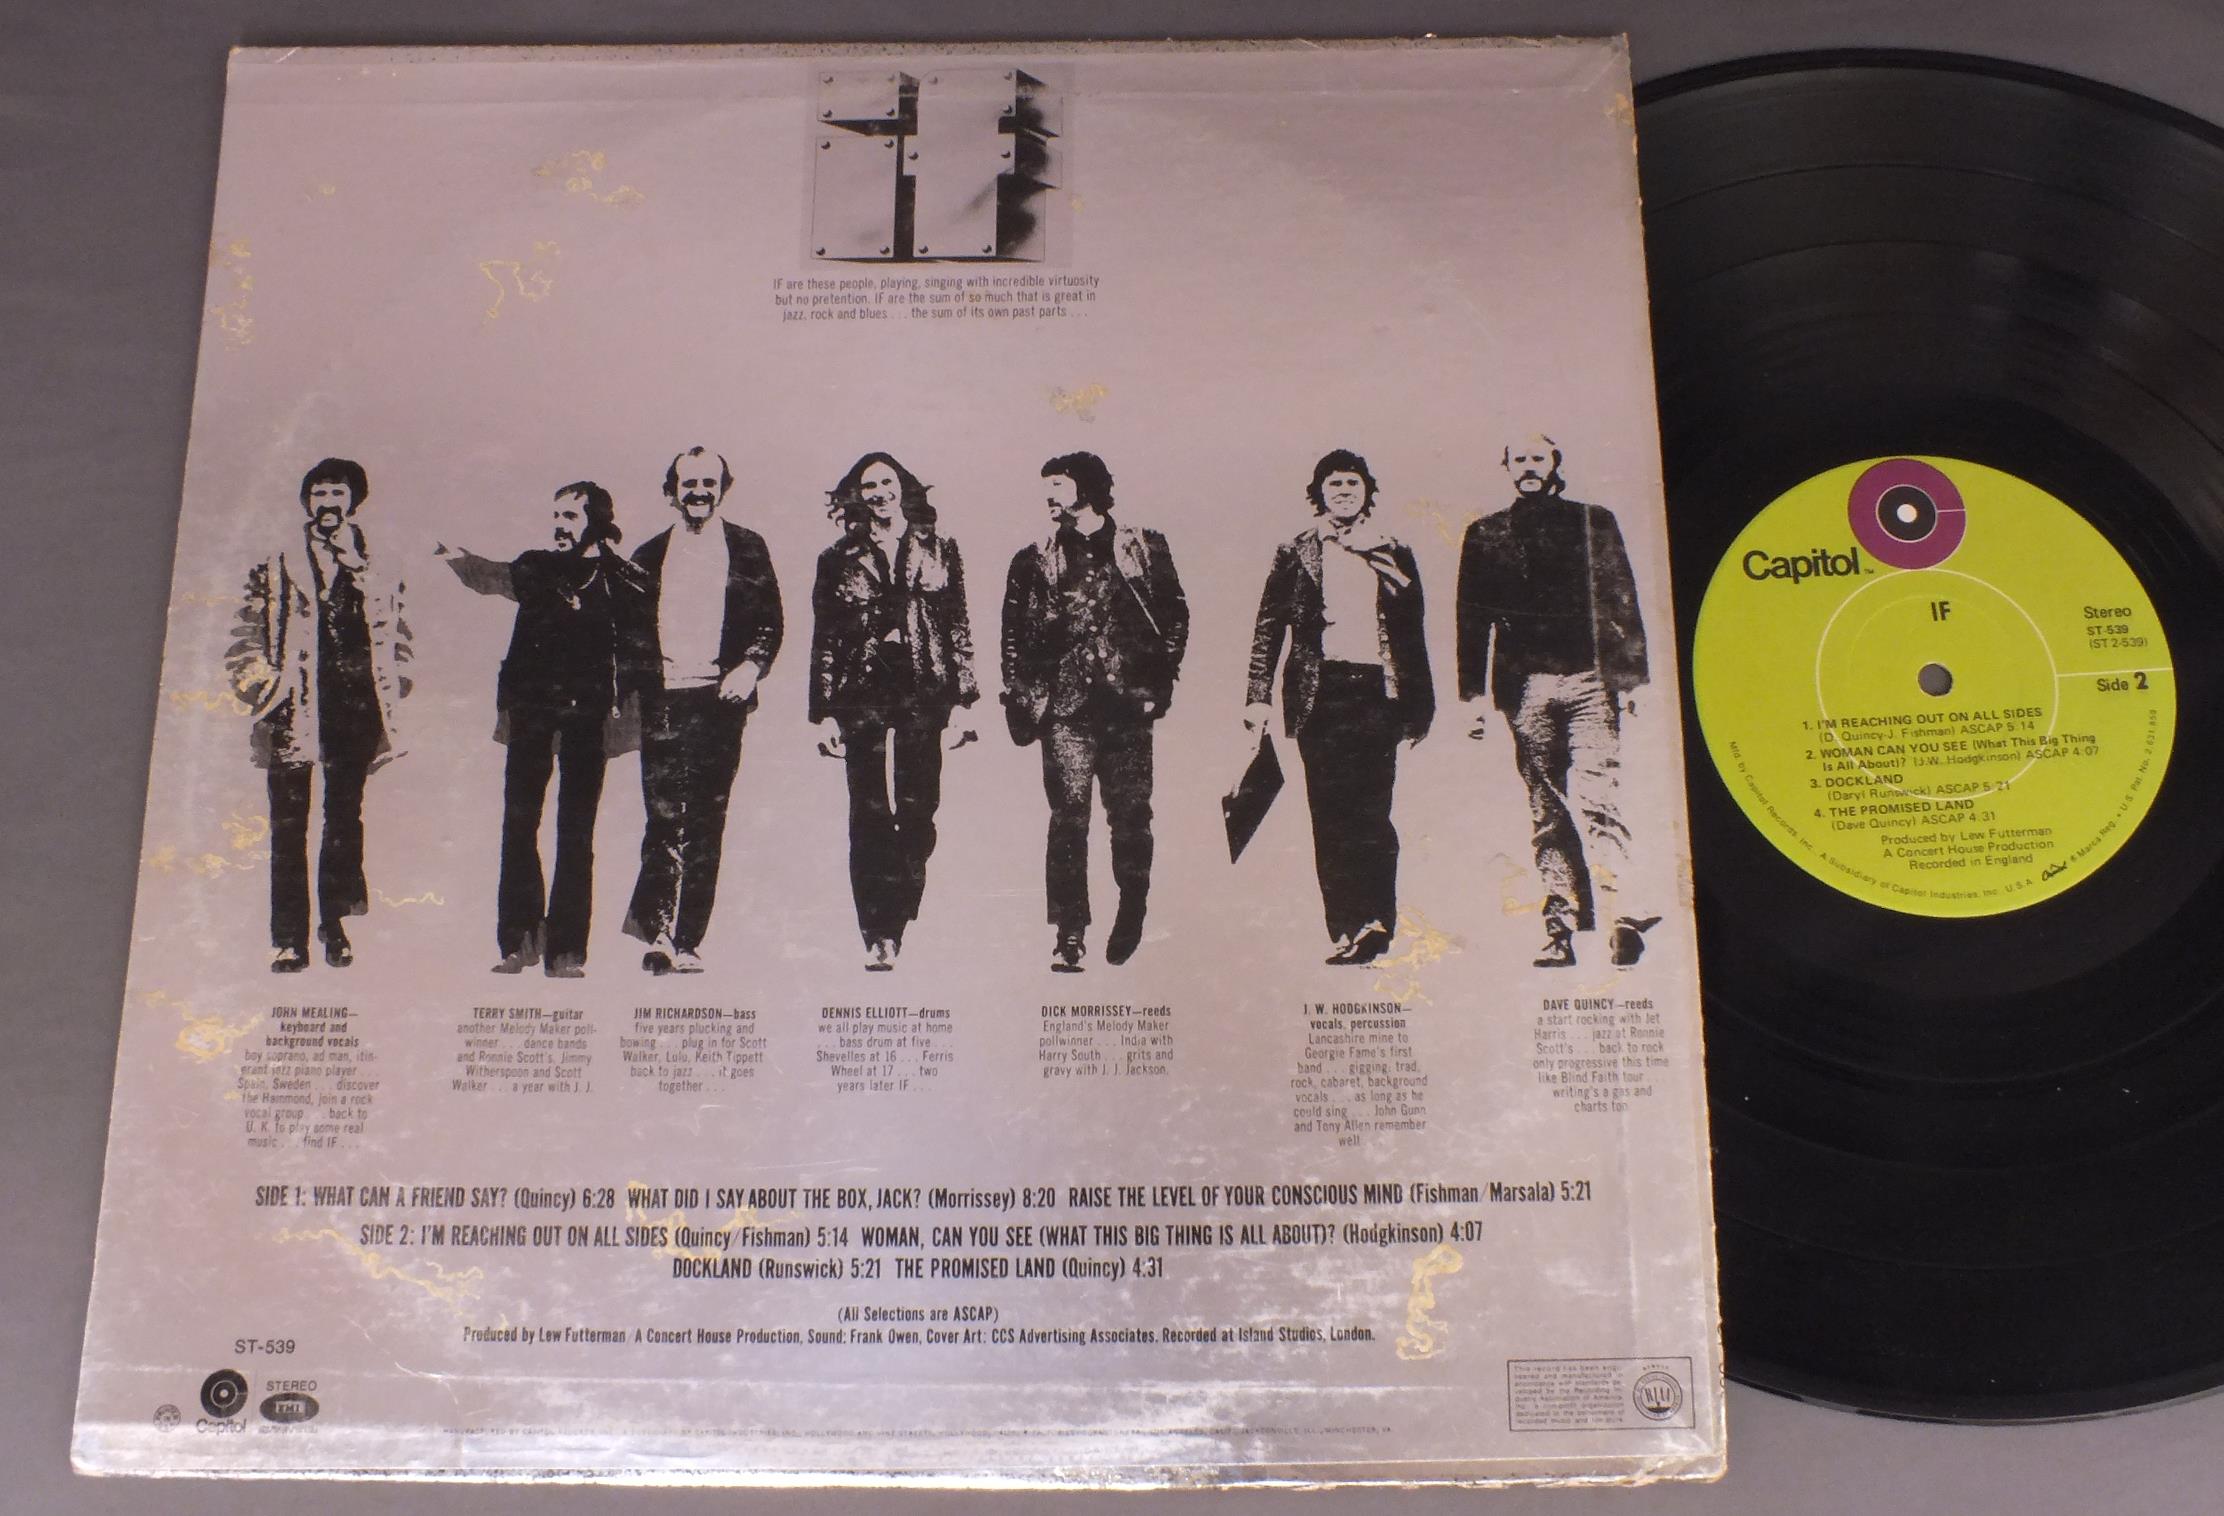 IF are these people, playing, singing with incredible virtuosity
but no pretention. IF are the sum of so much that is great in
jazz, rock and blues . . . the sum of its own past parts . . .
JOHN MEALING—
keyboard and
background vocals
boy soprano, ad man, itin-
erant jazz piano player . . .
Spain, Sweden . . . discover
the Hammond, join a rock
vocal group . . . back to
U. K. to play some real
music . . . find IF . . .
TERRY SMITH—guitar
another Melody Maker poll-
winner . . . dance bands
and Ronnie Scott's, Jimmy
Witherspoon and Scott
Walker . . . a year with J. J.
JIM RICHARDSON—bass
five years plucking and
bowing . . . plug in for Scott
Walker, Lulu, Keith Tippett
back to jazz . . . it goes
together . . .
DENNIS ELLIOTT—drums
we all play music at home
. . . bass drum at five . . .
Shevelles at 16 . . . Ferris
Wheel at 17 . . . two
years later IF . . .
DICK MORRISSEY—reeds
England's Melody Maker
pollwinner . . . India with
Harry South . . . grits and
gravy with J. J. Jackson.
J. W. HODGKINSON—
vocals, percussion
Lancashire mine to
Georgie Fame's first
band . . . gigging, trad,
rock, cabaret, background
vocals . . . as long as he
could sing . . . John Gunn
and Tony Allen remember
well
DAVE QUINCY—reeds
a start rocking with Jet
Harris . . . jazz at Ronnie
Scott's . . . back to rock
only progressive this time
like Blind Faith tour . . .
writing's a gas and
charts too
SIDE 1: WHAT CAN A FRIEND SAY? (Quincy) 6:28 WHAT DID I SAY ABOUT THE BOX, JACK? (Morrissey) 8:20 RAISE THE LEVEL OF YOUR CONSCIOUS MIND (Fishman/Marsala) 5:21
SIDE 2: I'M REACHING OUT ON ALL SIDES (Quincy/Fishman) 5:14 WOMAN, CAN YOU SEE (WHAT THIS BIG THING IS ALL ABOUT)? (Hodgkinson) 4:07
DOCKLAND (Runswick) 5:21 THE PROMISED LAND (Quincy) 4:31
(All Selections are ASCAP)
Produced by Lew Futterman/A Concert House Production, Sound: Frank Owen, Cover Art: CCS Advertising Associates. Recorded at Island Studios, London.
ST-539
Capitol
STEREO
EMI
RIAA
Capitol TM
IF
Stereo
ST-539
(ST 2-539)
Side 2
1. I'M REACHING OUT ON ALL SIDES
(D. Quincy-J. Fishman) ASCAP 5:14
2. WOMAN CAN YOU SEE (What This Big Thing
Is All About)? (J.W. Hodgkinson) ASCAP 4:07
3. DOCKLAND
(Daryl Runswick) ASCAP 5:21
4. THE PROMISED LAND
(Dave Quincy) ASCAP 4:31
Produced by Lew Futterman
A Concert House Production
Recorded in England
Mfd. by Capitol Records, Inc., A Subsidiary of Capitol Industries, Inc., U.S.A. ® Marca Reg. • U.S. Pat. No. 2,631,859